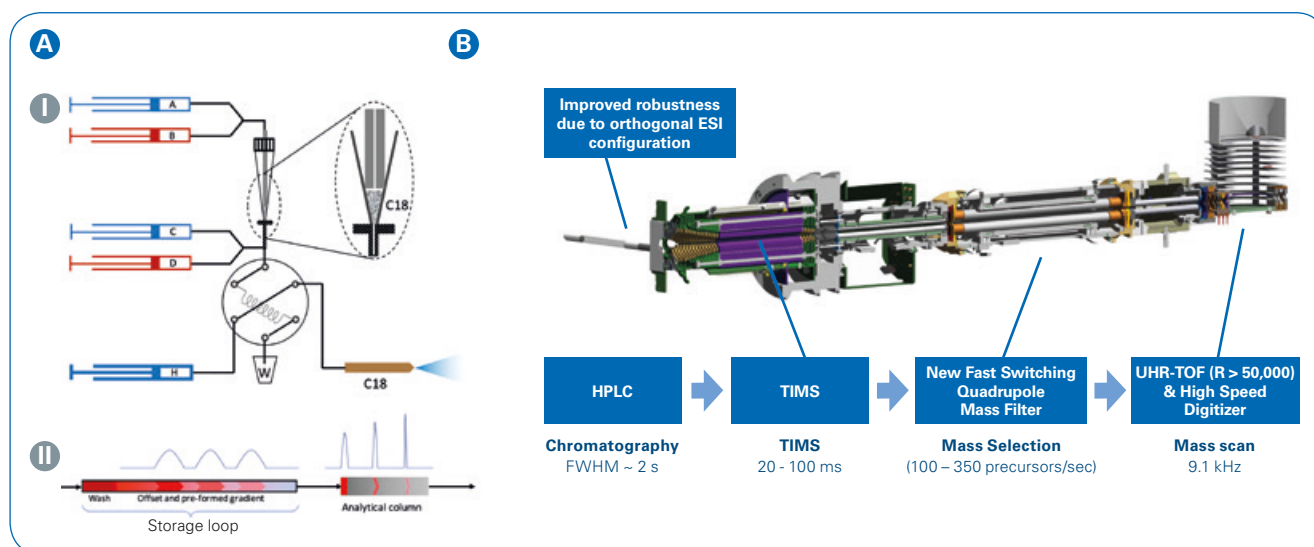 A
B
I
A
B
C18
C
D
H
W
C18
II
Wash
Offset and pre-formed gradient
Storage loop
Analytical column
Improved robustness
due to orthogonal ESI
configuration
HPLC
TIMS
New Fast Switching
Quadrupole
Mass Filter
UHR-TOF (R > 50,000)
& High Speed
Digitizer
Chromatography
FWHM ~ 2 s
TIMS
20 - 100 ms
Mass Selection
(100 – 350 precursors/sec)
Mass scan
9.1 kHz